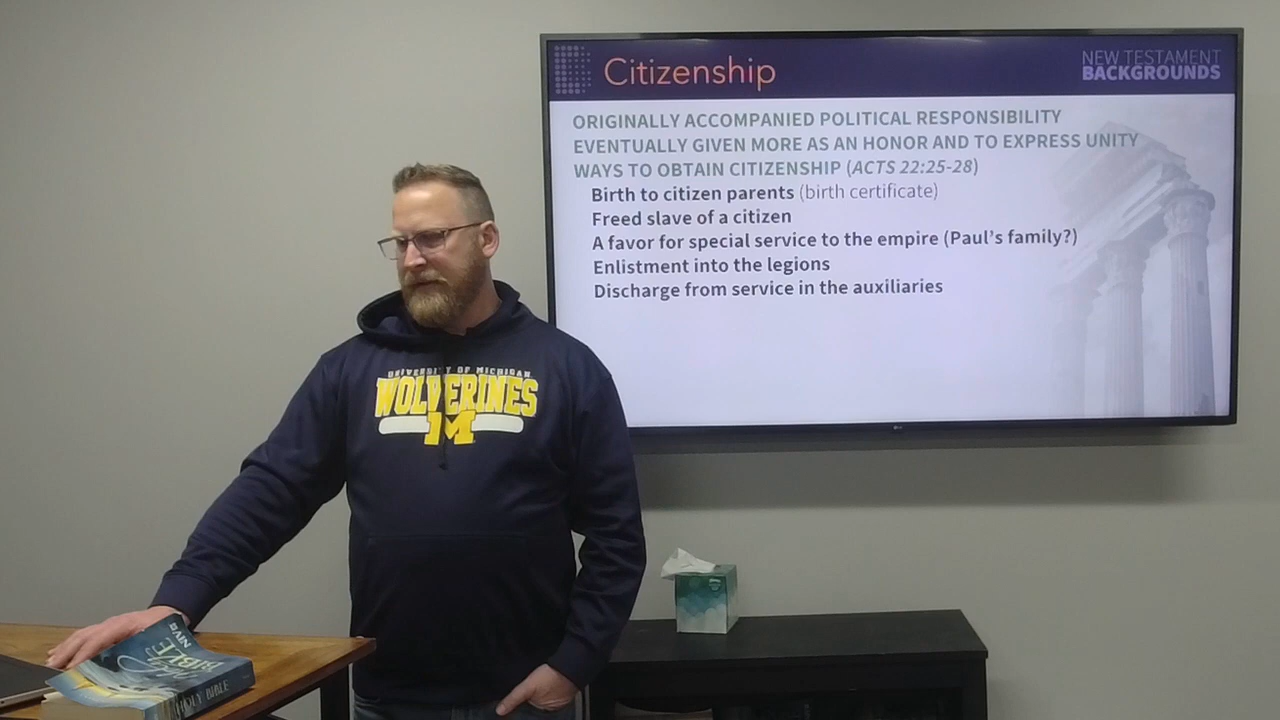 Citizenship
NEW TESTAMENT
BACKGROUNDS
ORIGINALLY ACCOMPANIED POLITICAL RESPONSIBILITY
EVENTUALLY GIVEN MORE AS AN HONOR AND TO EXPRESS UNITY
WAYS TO OBTAIN CITIZENSHIP (ACTS 22:25-28)
Birth to citizen parents (birth certificate)
Freed slave of a citizen
A favor for special service to the empire (Paul's family?)
Enlistment into the legions
Discharge from service in the auxiliaries
UNIVERSITY OF MICHIGAN
WOLVERINES
M
NIV
BIBLE
HOLY BIBLE